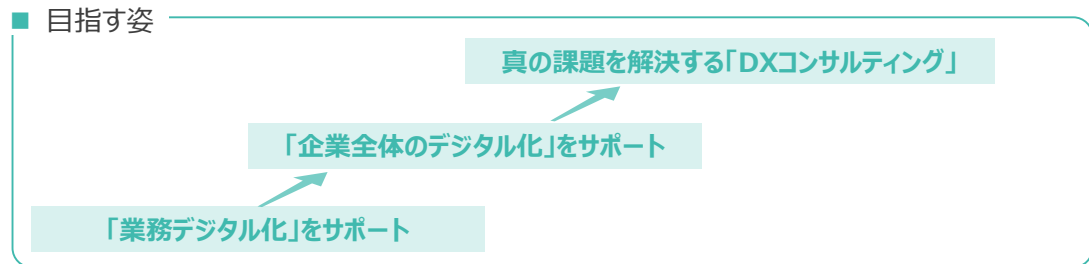 ■ 目指す姿
真の課題を解決する「DXコンサルティング」
「企業全体のデジタル化」をサポート
「業務デジタル化」をサポート